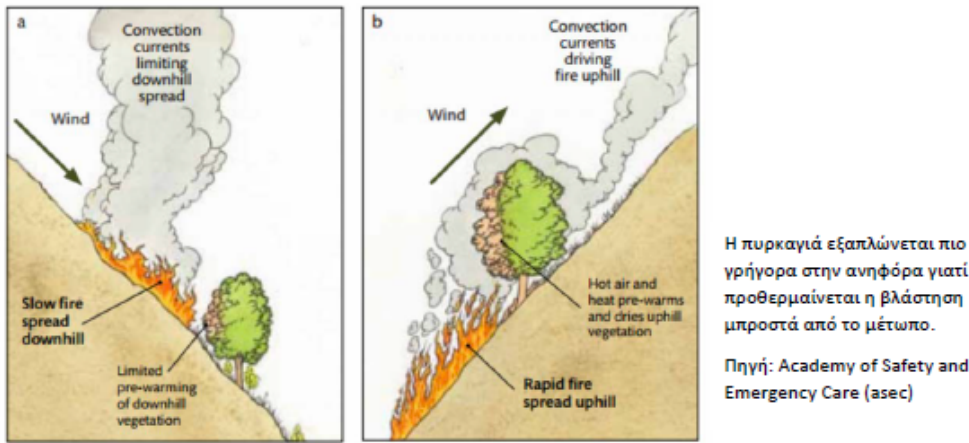 a
Convection
currents
limiting
downhill
spread
Wind
Slow fire
spread
downhill
Limited
pre-warming
of downhill
vegetation
b
Convection
currents
driving
fire uphill
Wind
Hot air and
heat pre-warms
and dries uphill
vegetation
Rapid fire
spread uphill
Η πυρκαγιά εξαπλώνεται πιο
γρήγορα στην ανηφόρα γιατί
προθερμαίνεται η βλάστηση
μπροστά από το μέτωπο.
Πηγή: Academy of Safety and
Emergency Care (asec)